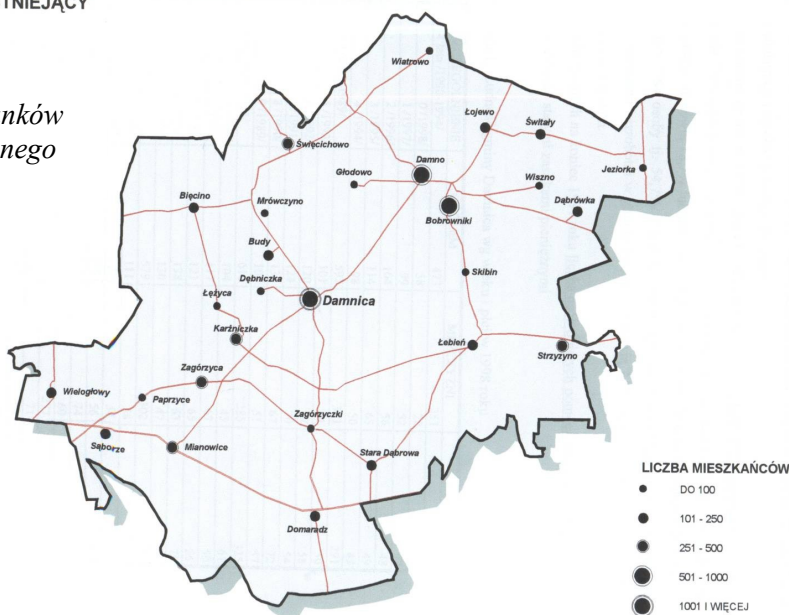 TNIEJĄCY
nków
nego
Wiatrowo
Łojewo
Świtały
Święcichowo
Damno
Głodowo
Jeziorka
Wiszno
Bięcino
Mrówczyno
Dąbrówka
Bobrowniki
Budy
Skibin
Dębniczka
Łężyca
Damnica
Karżniczka
Łebień
Strzyżyno
Zagórzyca
Wielogłowy
Paprzyce
Zagórzyczki
Sąborze
Mianowice
Stara Dąbrowa
Domaradz
LICZBA MIESZKAŃCÓW
DO 100
101 - 250
251 - 500
501 - 1000
1001 I WIĘCEJ